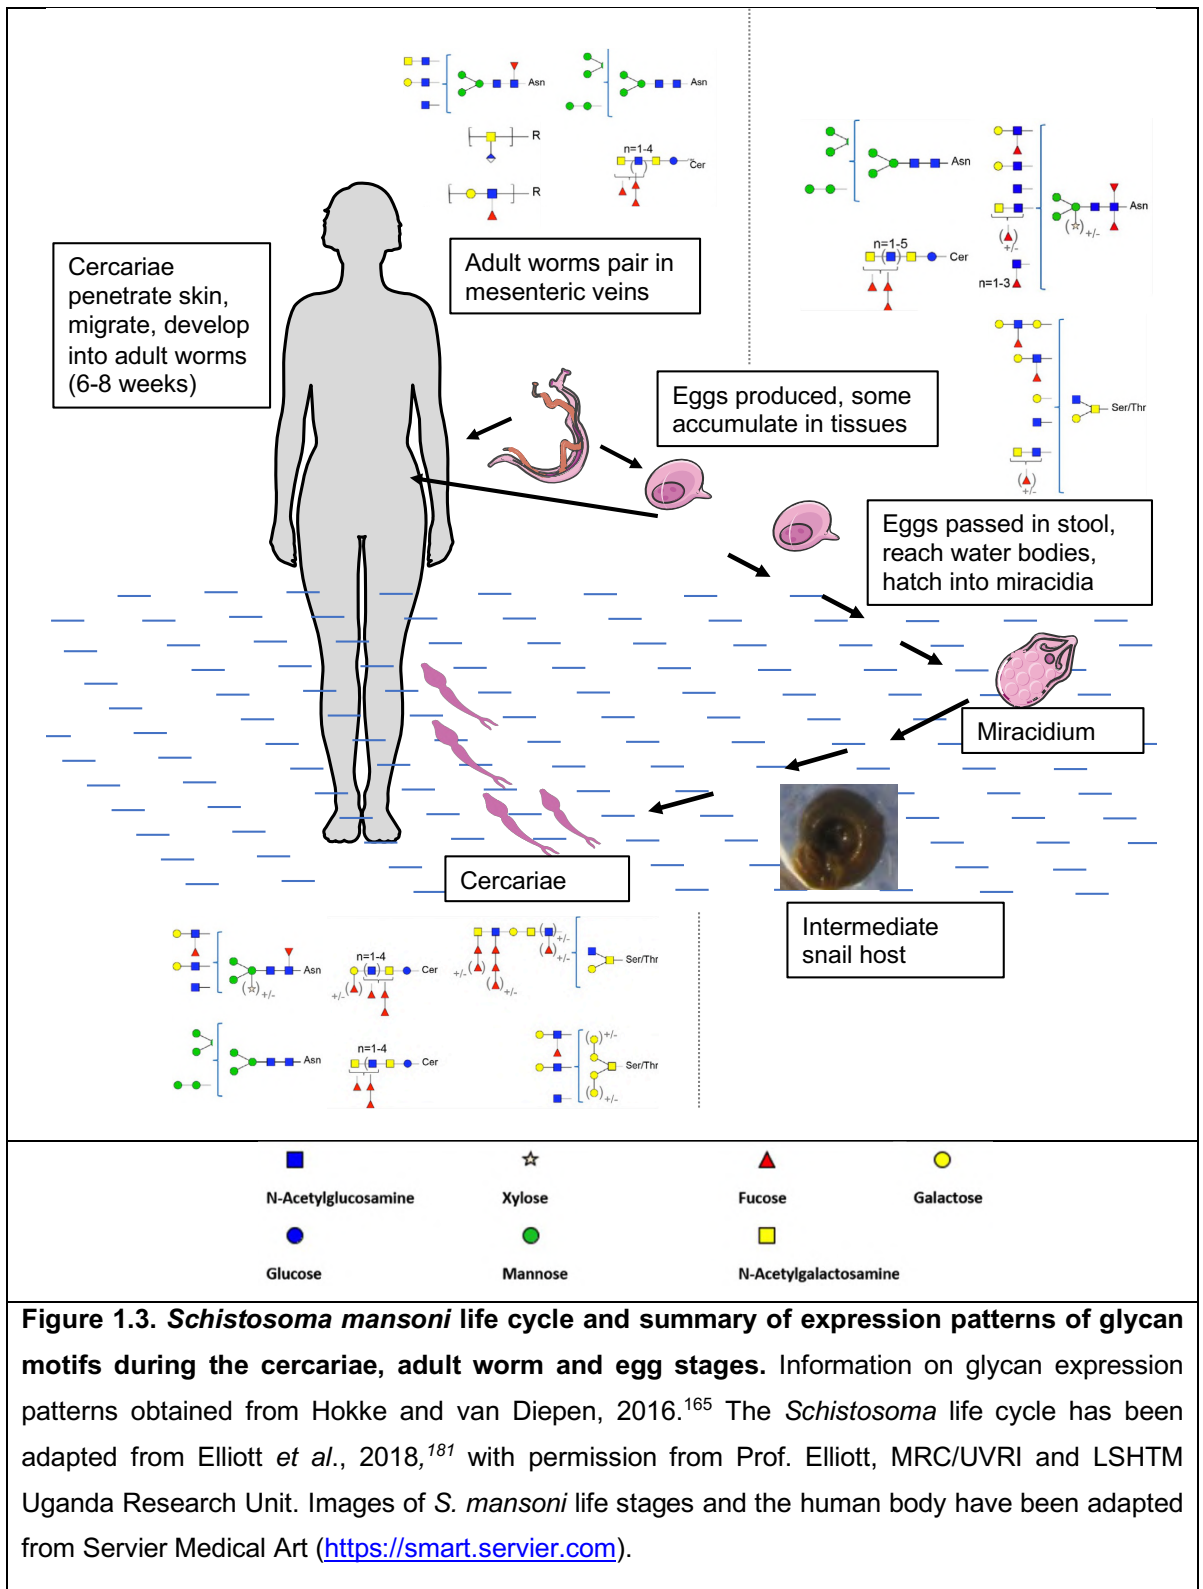 Asn
Asn
R
n=1-4
Cer
R
Asn
Asn
( )+/-
( )
+/-
n=1-5
Cer
n=1-3
Cercariae
penetrate skin,
migrate, develop
into adult worms
(6-8 weeks)
Adult worms pair in
mesenteric veins
Ser/Thr
( )
+/-
Eggs produced, some
accumulate in tissues
Eggs passed in stool,
reach water bodies,
hatch into miracidia
Miracidium
Cercariae
Intermediate
snail host
Asn
( )+/-
n=1-4
( )
Cer
+/-( )
( )+/-
( )+/-
+/-( )
( )+/-
Ser/Thr
Asn
n=1-4
Cer
( )+/-
Ser/Thr
( )+/-
N-Acetylglucosamine
Xylose
Fucose
Galactose
Glucose
Mannose
N-Acetylgalactosamine
Figure 1.3. Schistosoma mansoni life cycle and summary of expression patterns of glycan
motifs during the cercariae, adult worm and egg stages. Information on glycan expression
patterns obtained from Hokke and van Diepen, 2016.165 The Schistosoma life cycle has been
adapted from Elliott et al., 2018,181 with permission from Prof. Elliott, MRC/UVRI and LSHTM
Uganda Research Unit. Images of S. mansoni life stages and the human body have been adapted
from Servier Medical Art (https://smart.servier.com).